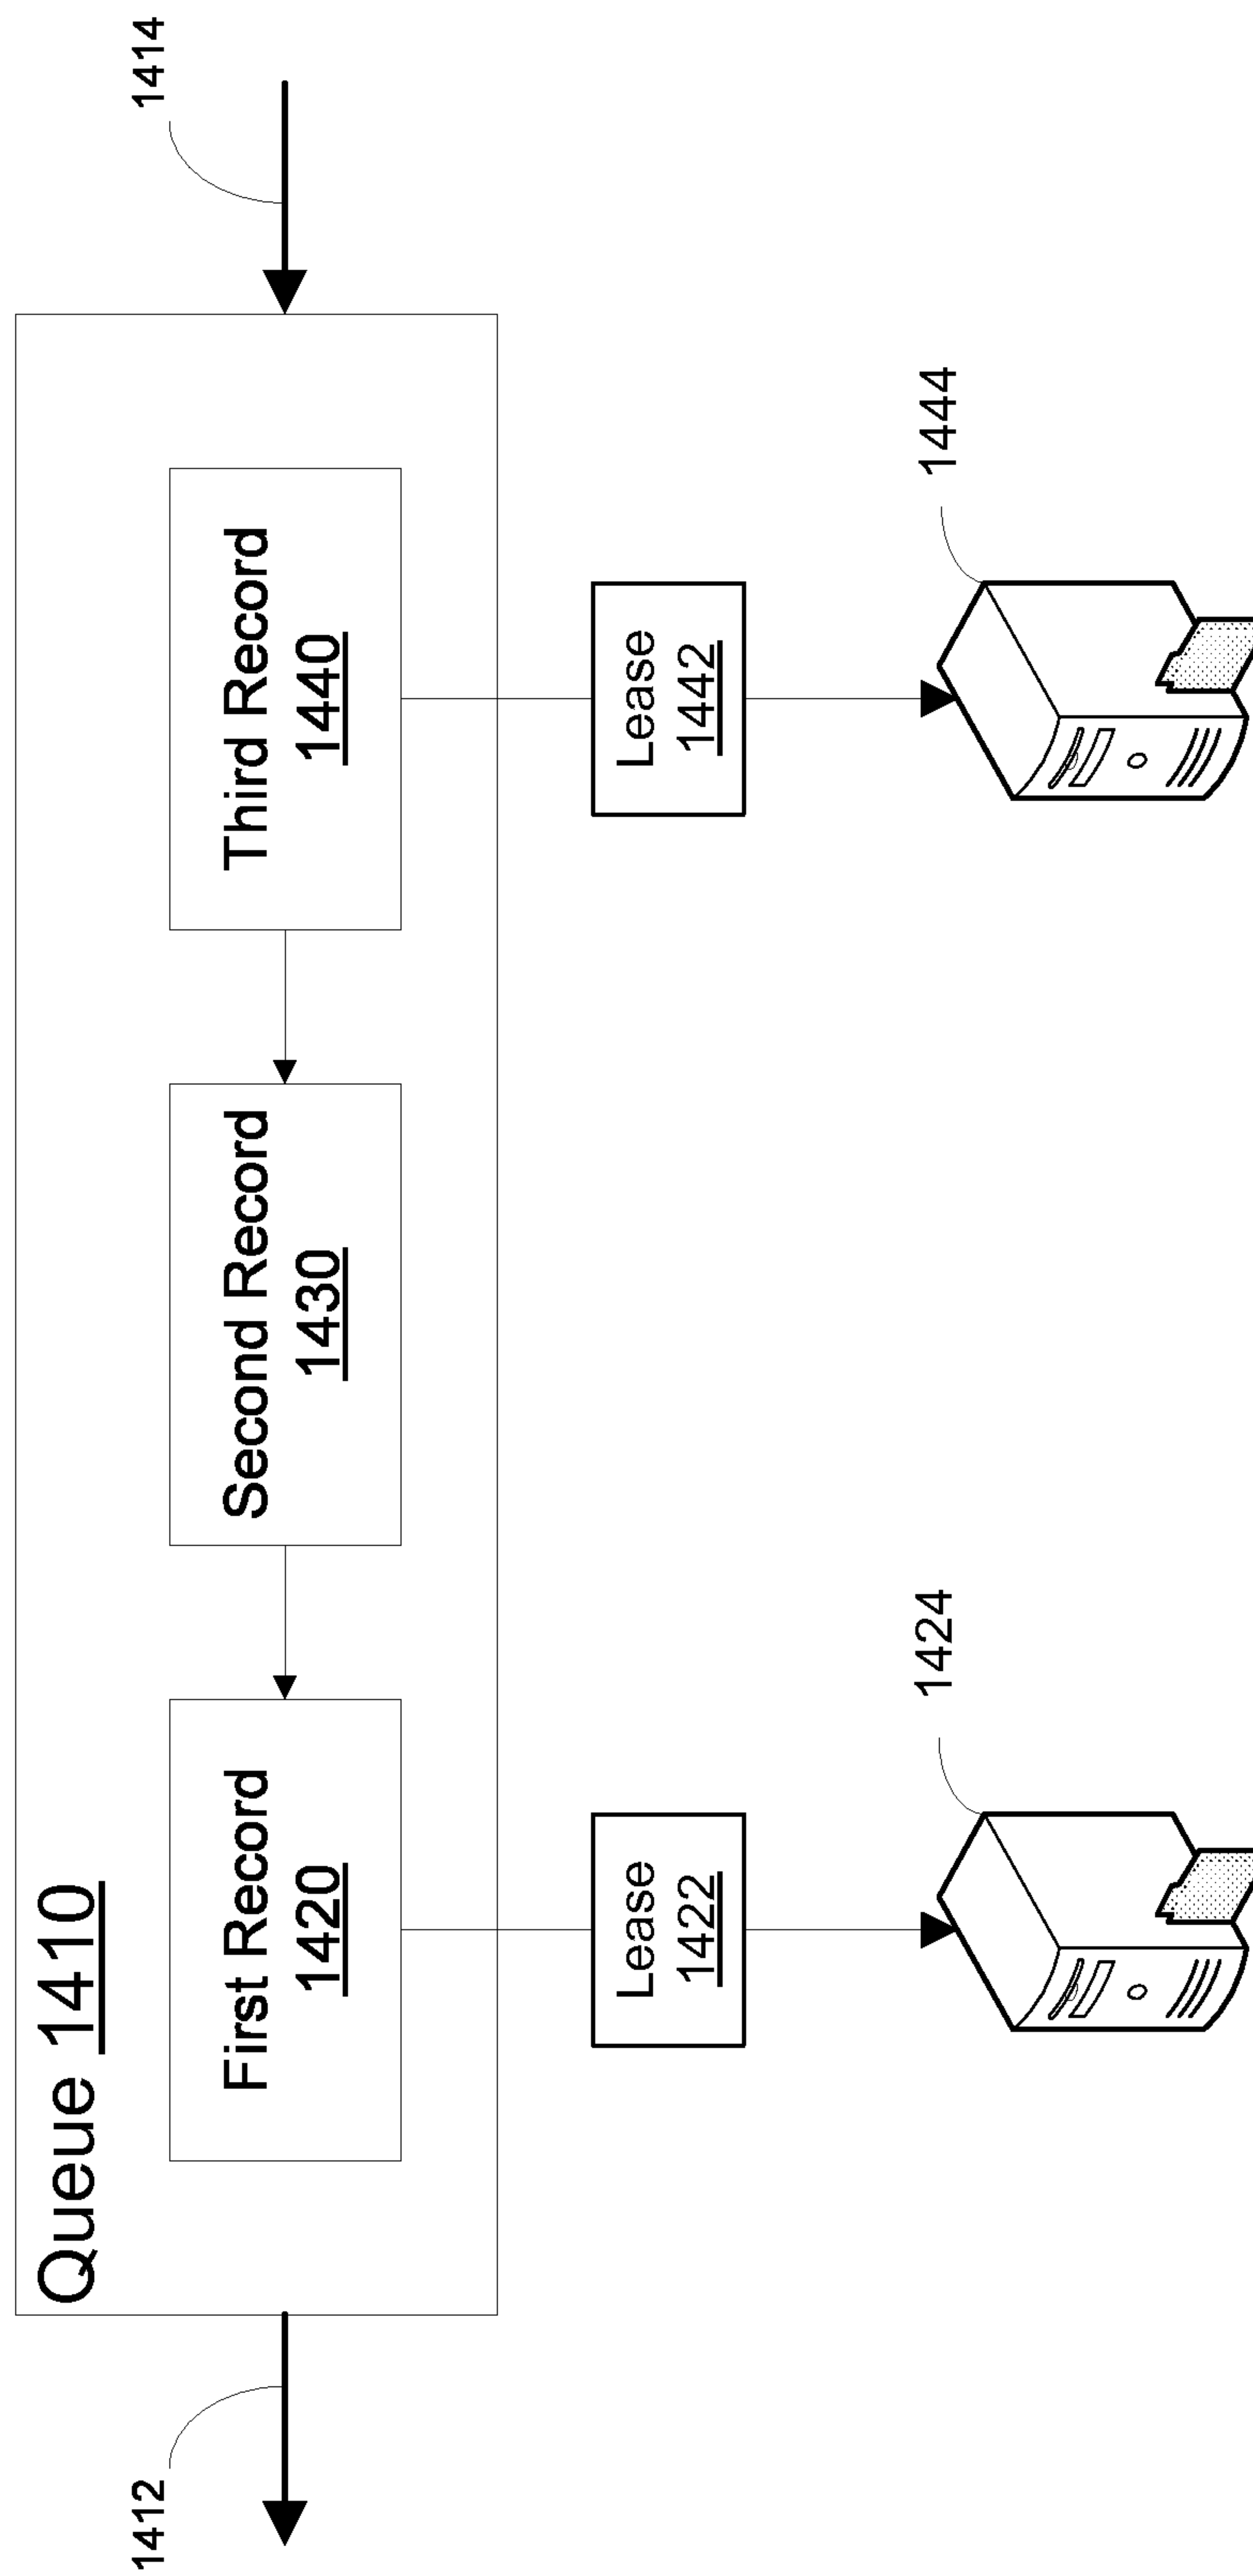 Queue 1410
1412
1414
First Record
1420
Second Record
1430
Third Record
1440
Lease
1422
Lease
1442
1424
1444